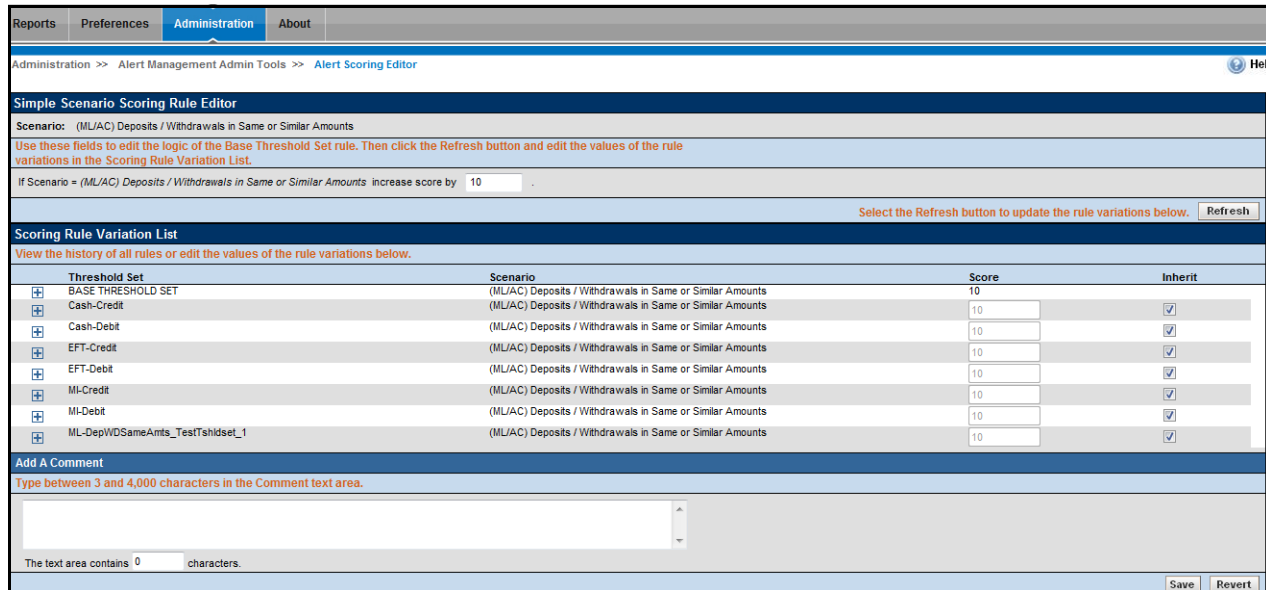 Reports Preferences Administration About
Administration >> Alert Management Admin Tools >> Alert Scoring Editor Hel
Simple Scenario Scoring Rule Editor
Scenario: (ML/AC) Deposits / Withdrawals in Same or Similar Amounts
Use these fields to edit the logic of the Base Threshold Set rule. Then click the Refresh button and edit the values of the rule
variations in the Scoring Rule Variation List.
If Scenario = (ML/AC) Deposits / Withdrawals in Same or Similar Amounts increase score by 10 .
Select the Refresh button to update the rule variations below. Refresh
Scoring Rule Variation List
View the history of all rules or edit the values of the rule variations below.
Threshold Set Scenario Score Inherit
BASE THRESHOLD SET (ML/AC) Deposits / Withdrawals in Same or Similar Amounts 10
Cash-Credit (ML/AC) Deposits / Withdrawals in Same or Similar Amounts 10
Cash-Debit (ML/AC) Deposits / Withdrawals in Same or Similar Amounts 10
EFT-Credit (ML/AC) Deposits / Withdrawals in Same or Similar Amounts 10
EFT-Debit (ML/AC) Deposits / Withdrawals in Same or Similar Amounts 10
MI-Credit (ML/AC) Deposits / Withdrawals in Same or Similar Amounts 10
MI-Debit (ML/AC) Deposits / Withdrawals in Same or Similar Amounts 10
ML-DepWDSameAmts_TestTshldset_1 (ML/AC) Deposits / Withdrawals in Same or Similar Amounts 10
Add A Comment
Type between 3 and 4,000 characters in the Comment text area.
The text area contains 0 characters.
Save Revert